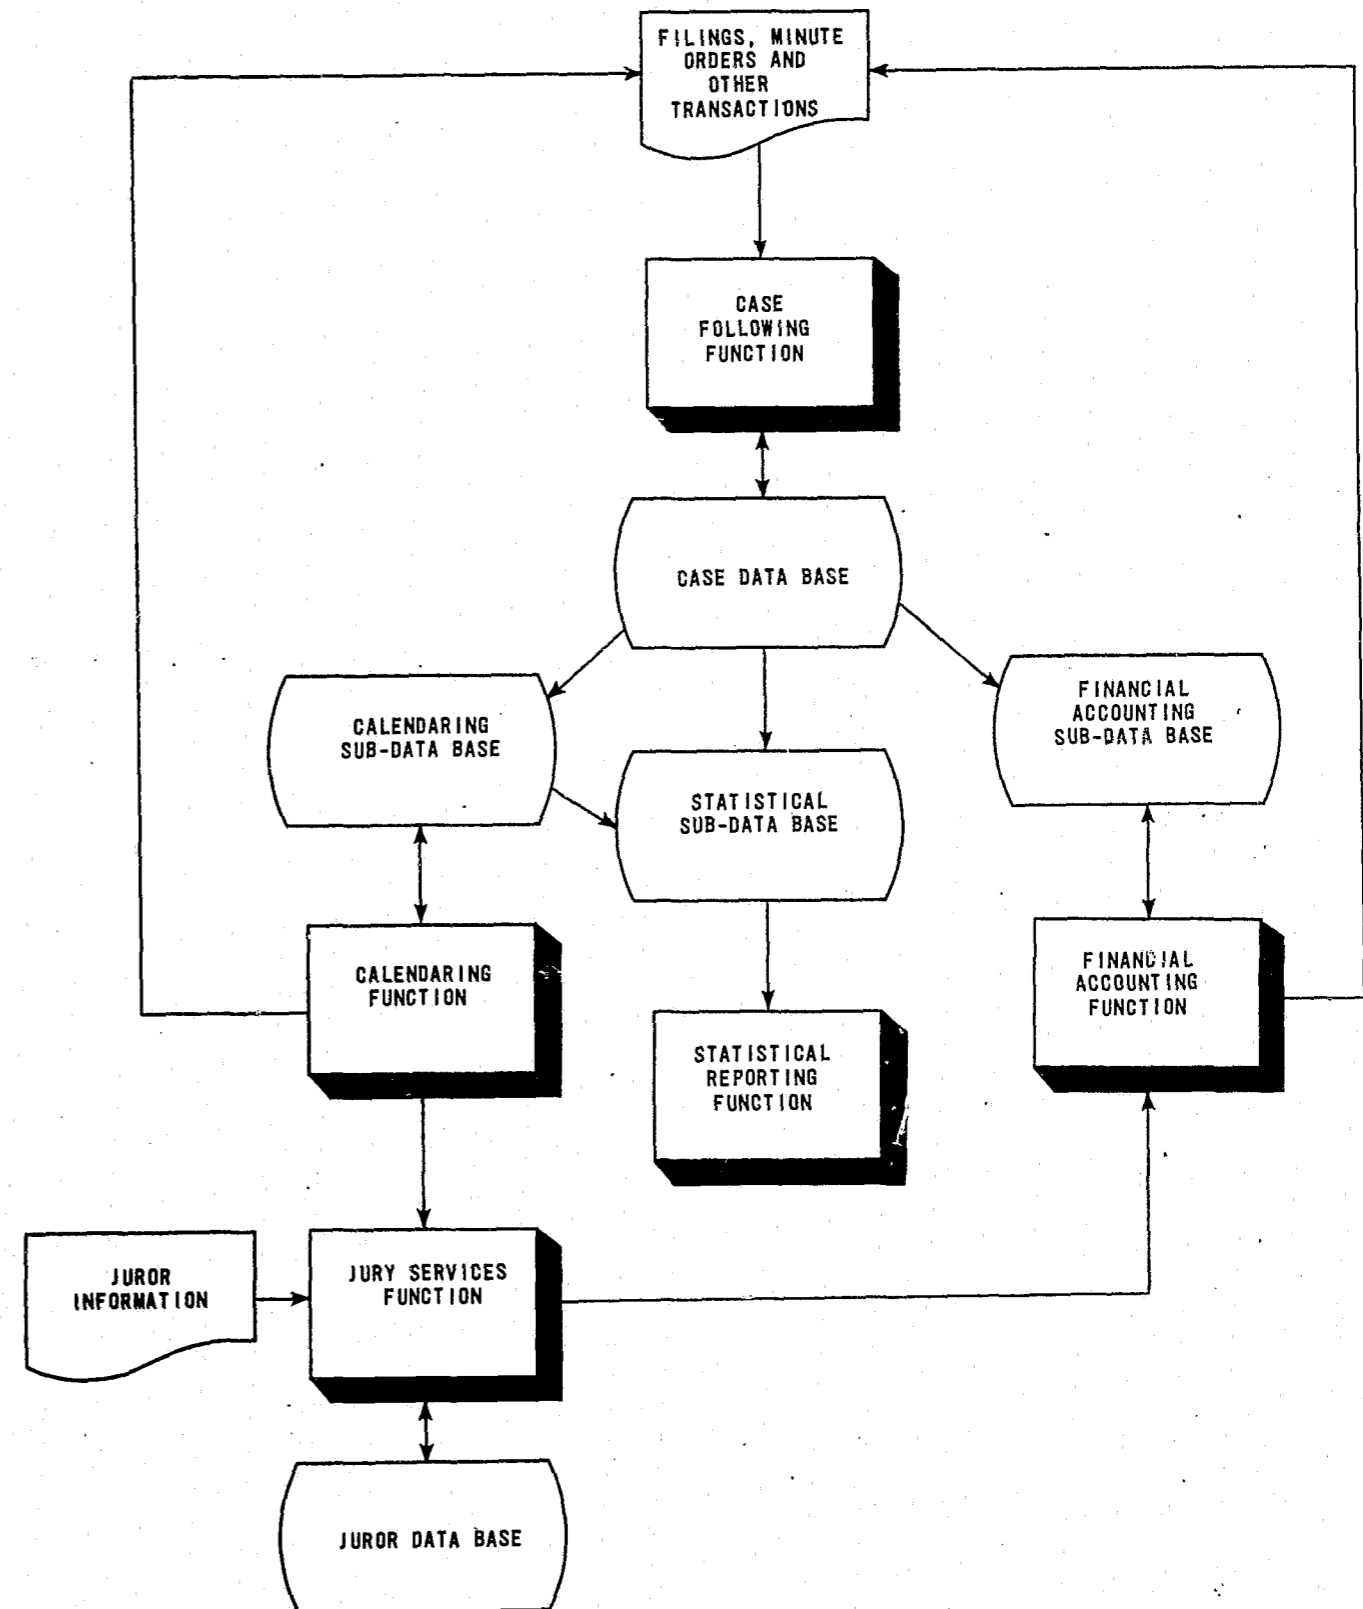 FILINGS, MINUTE
ORDERS AND
OTHER
TRANSACTIONS
CASE
FOLLOWING
FUNCTION
CASE DATA BASE
CALENDARING
SUB-DATA BASE
STATISTICAL
SUB-DATA BASE
FINANCIAL
ACCOUNTING
SUB-DATA BASE
CALENDARING
FUNCTION
STATISTICAL
REPORTING
FUNCTION
FINANCIAL
ACCOUNTING
FUNCTION
JUROR
INFORMATION
JURY SERVICES
FUNCTION
JUROR DATA BASE